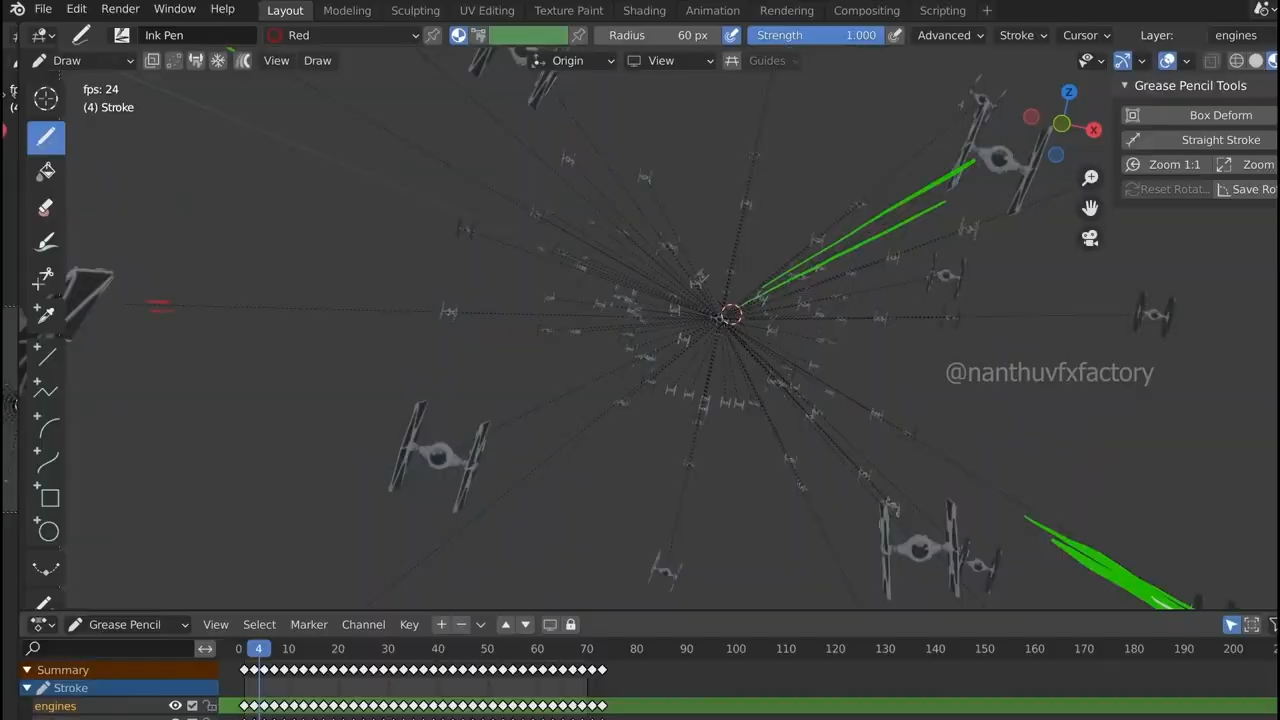 File Edit Render Window Help Layout Modeling Sculpting UV Editing Texture Paint Shading Animation Rendering Compositing Scripting +
Ink Pen Red Radius 60 px Strength 1.000 Advanced Stroke Cursor Layer: engines
Draw View Draw Origin View Guides
fps: 24
(4) Stroke
Z
X
Grease Pencil Tools
Box Deform
Straight Stroke
Zoom 1:1 Zoom
Reset Rotat... Save Ro
@nanthuvfxfactory
Grease Pencil View Select Marker Channel Key
0 4 10 20 30 40 50 60 70 80 90 100 110 120 130 140 150 160 170 180 190 200
Summary
Stroke
engines